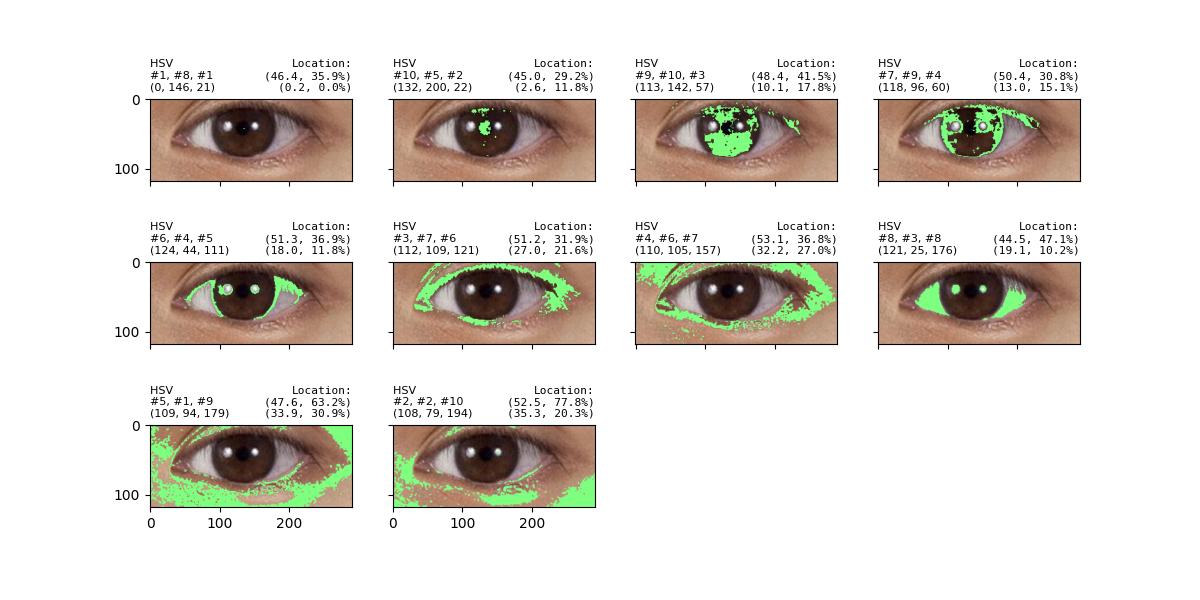 HSV Location:
#1, #8, #1 (46.4, 35.9%)
(0, 146, 21) (0.2, 0.0%)
HSV Location:
#10, #5, #2 (45.0, 29.2%)
(132, 200, 22) (2.6, 11.8%)
HSV Location:
#9, #10, #3 (48.4, 41.5%)
(113, 142, 57) (10.1, 17.8%)
HSV Location:
#7, #9, #4 (50.4, 30.8%)
(118, 96, 60) (13.0, 15.1%)
0
100
HSV Location:
#6, #4, #5 (51.3, 36.9%)
(124, 44, 111) (18.0, 11.8%)
HSV Location:
#3, #7, #6 (51.2, 31.9%)
(112, 109, 121) (27.0, 21.6%)
HSV Location:
#4, #6, #7 (53.1, 36.8%)
(110, 105, 157) (32.2, 27.0%)
HSV Location:
#8, #3, #8 (44.5, 47.1%)
(121, 25, 176) (19.1, 10.2%)
0
100
HSV Location:
#5, #1, #9 (47.6, 63.2%)
(109, 94, 179) (33.9, 30.9%)
HSV Location:
#2, #2, #10 (52.5, 77.8%)
(108, 79, 194) (35.3, 20.3%)
0
100
0 100 200
0 100 200